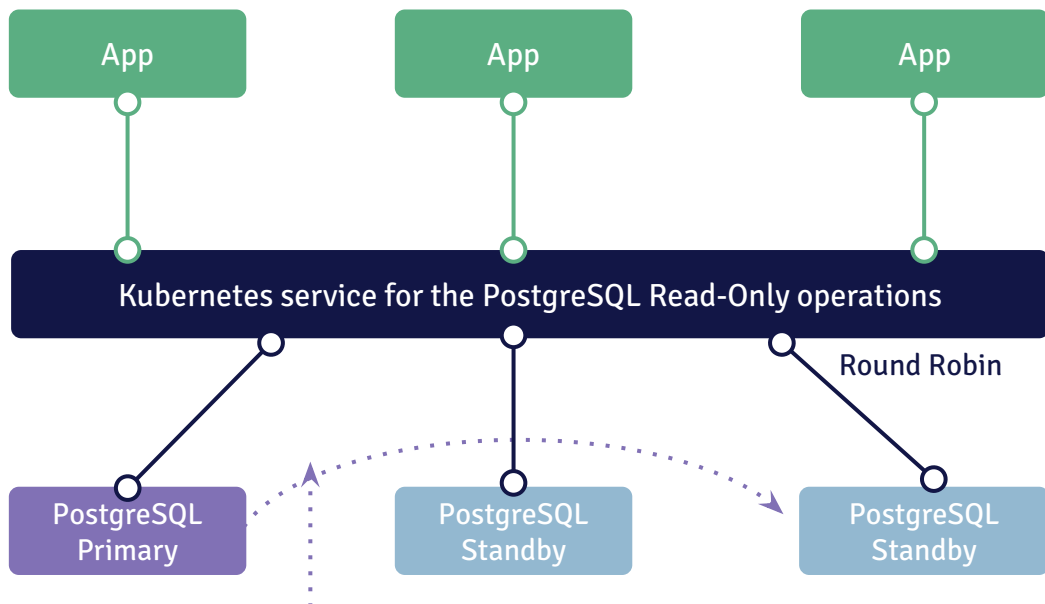 App
App
App
Kubernetes service for the PostgreSQL Read-Only operations
Round Robin
PostgreSQL
Primary
PostgreSQL
Standby
PostgreSQL
Standby